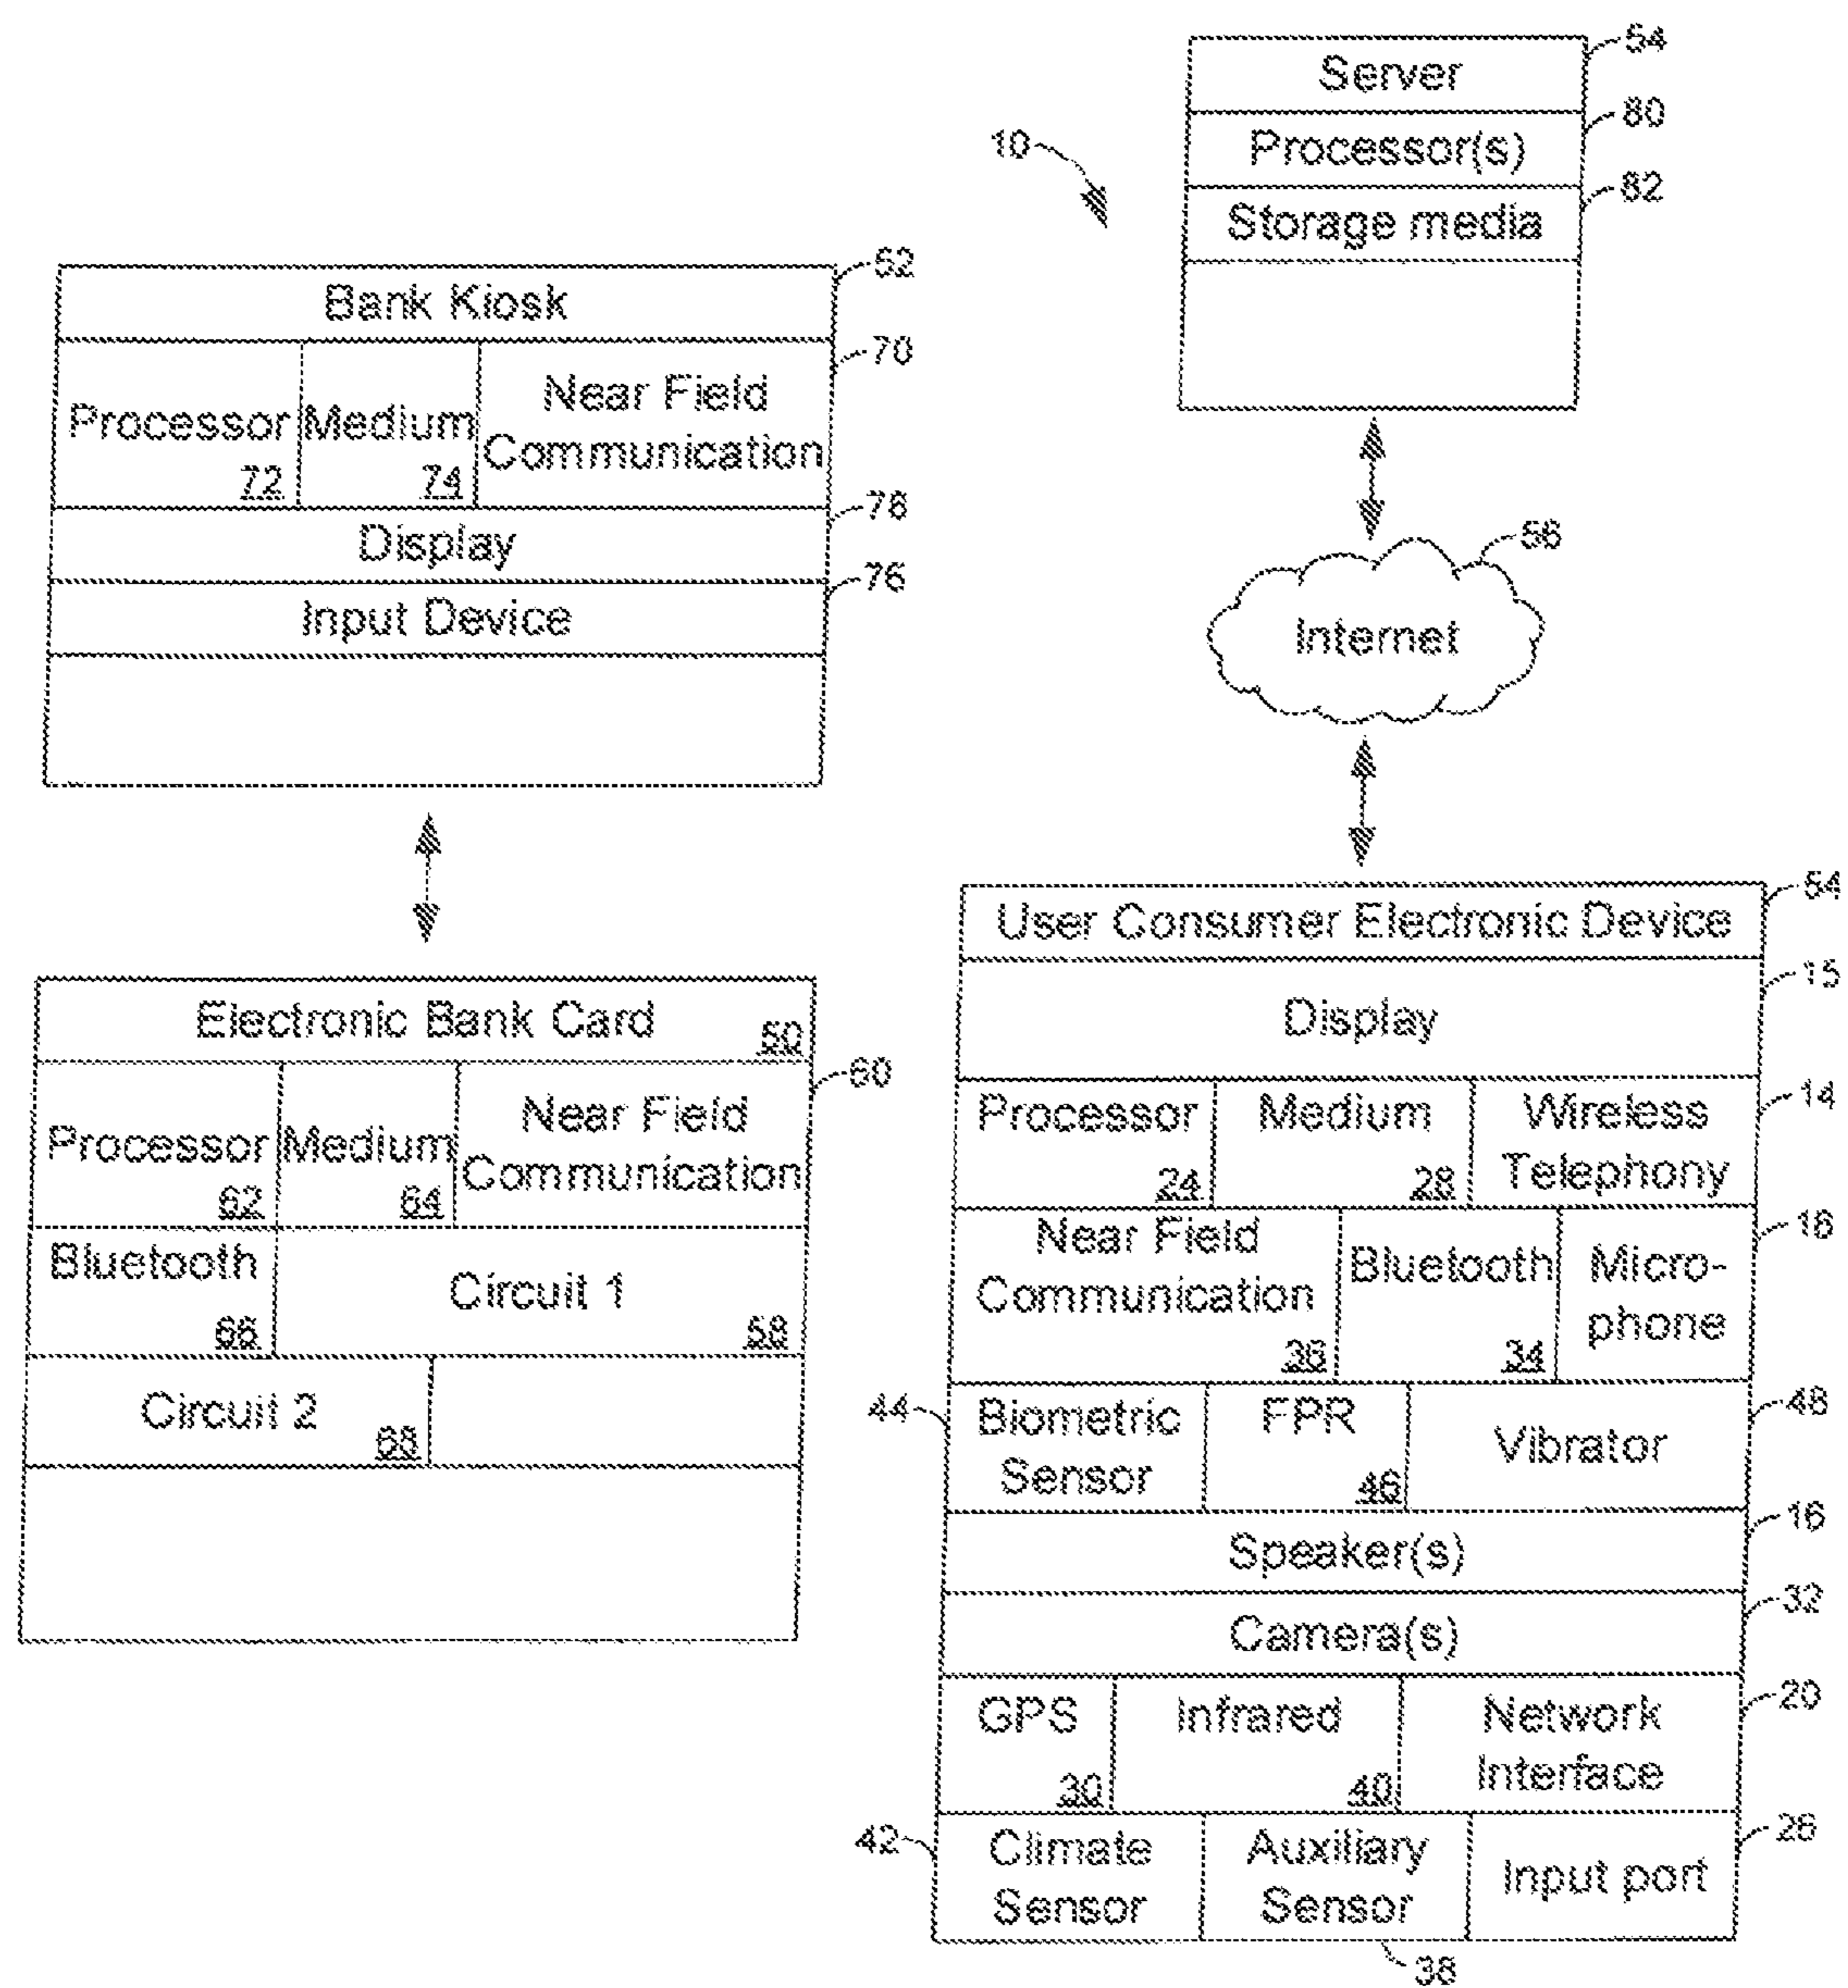 54
Server
80
Processor(s)
10
82
Storage media
52
Bank Kiosk
70
Near Field
Processor
Medium
Communication
72
74
78
Display
56
76
Input Device
Internet
54
User Consumer Electronic Device
15
Electronic Bank Card
50
Display
60
Near Field
Processor
Medium
Wireless
14
Processor
Medium
Communication
24
28
Telephony
62
64
Near Field
16
Bluetooth
Circuit 1
Bluetooth
Micro-
Communication
phone
66
58
36
34
Circuit 2
44
Biometric
FPR
48
68
Vibrator
Sensor
46
16
Speaker(s)
32
Camera(s)
GPS
Infrared
Network
20
Interface
30
40
42
Climate
Auxiliary
26
Input port
Sensor
Sensor
38